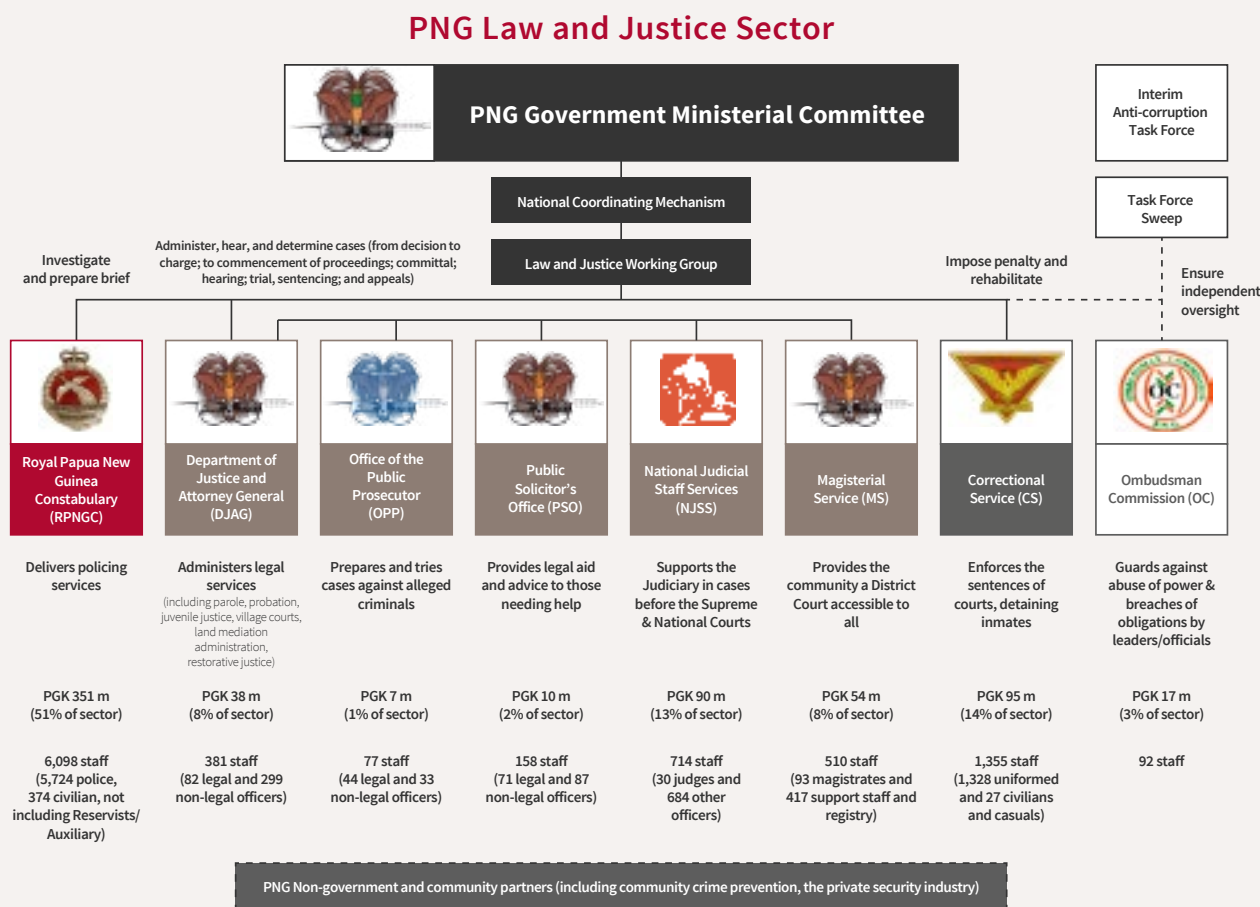 PNG Law and Justice Sector
PNG Government Ministerial Committee
Interim
Anti-corruption
Task Force
National Coordinating Mechanism
Task Force
Sweep
Law and Justice Working Group
Investigate
and prepare brief
Administer, hear, and determine cases (from decision to
charge; to commencement of proceedings; committal;
hearing; trial, sentencing; and appeals)
Impose penalty and
rehabilitate
Ensure
independent
oversight
Royal Papua New
Guinea
Constabulary
(RPNGC)
Department of
Justice and
Attorney General
(DJAG)
Office of the
Public
Prosecutor
(OPP)
Public
Solicitor's
Office (PSO)
National Judicial
Staff Services
(NJSS)
Magisterial
Service (MS)
Correctional
Service (CS)
OC
Ombudsman
Commission (OC)
Delivers policing
services
Administers legal
services
(including parole, probation,
juvenile justice, village courts,
land mediation
administration,
restorative justice)
Prepares and tries
cases against alleged
criminals
Provides legal aid
and advice to those
needing help
Supports the
Judiciary in cases
before the Supreme
& National Courts
Provides the
community a District
Court accessible to
all
Enforces the
sentences of
courts, detaining
inmates
Guards against
abuse of power &
breaches of
obligations by
leaders/officials
PGK 351 m
(51% of sector)
PGK 38 m
(8% of sector)
PGK 7 m
(1% of sector)
PGK 10 m
(2% of sector)
PGK 90 m
(13% of sector)
PGK 54 m
(8% of sector)
PGK 95 m
(14% of sector)
PGK 17 m
(3% of sector)
6,098 staff
(5,724 police,
374 civilian, not
including Reservists/
Auxiliary)
381 staff
(82 legal and 299
non-legal officers)
77 staff
(44 legal and 33
non-legal officers)
158 staff
(71 legal and 87
non-legal officers)
714 staff
(30 judges and
684 other
officers)
510 staff
(93 magistrates and
417 support staff and
registry)
1,355 staff
(1,328 uniformed
and 27 civilians
and casuals)
92 staff
PNG Non-government and community partners (including community crime prevention, the private security industry)